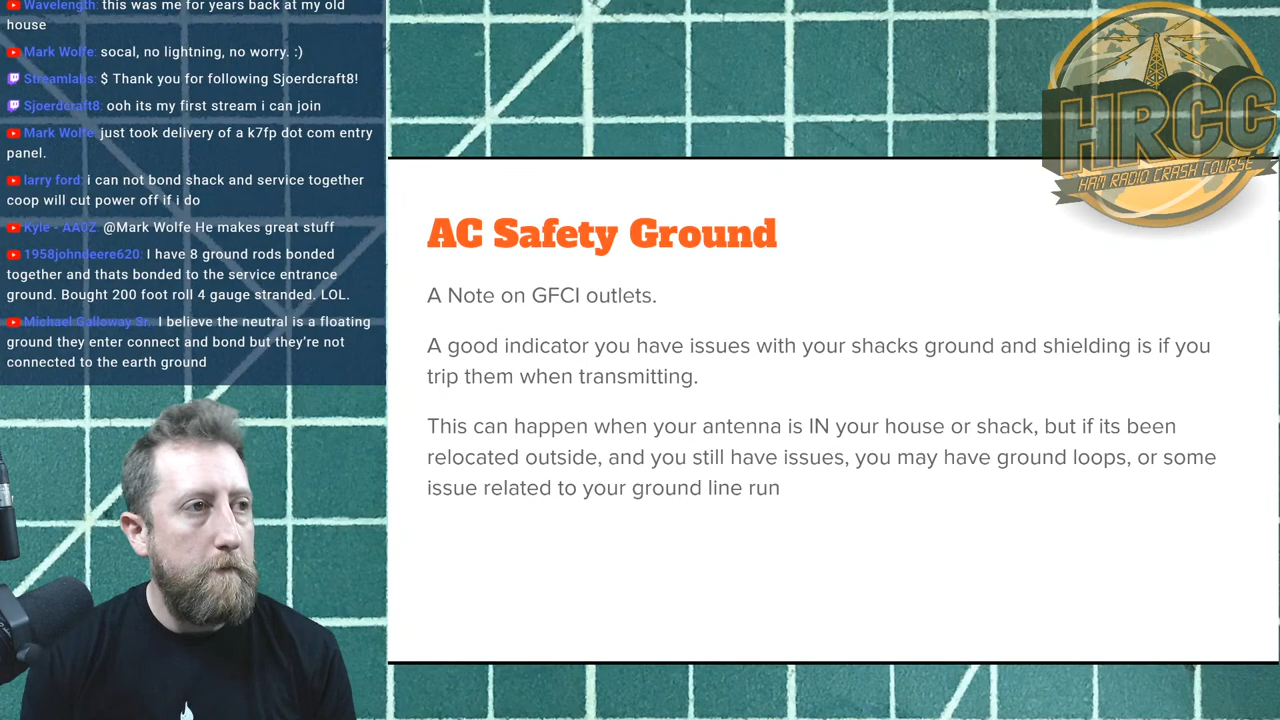 Wavelength: this was me for years back at my old
house
Mark Wolfe: socal, no lightning, no worry. :)
Streamlabs: $ Thank you for following Sjoerdcraft8!
Sjoerdcraft8: ooh its my first stream i can join
Mark Wolfe: just took delivery of a k7fp dot com entry
panel.
larry ford: i can not bond shack and service together
coop will cut power off if i do
Kyle - AA0Z: @Mark Wolfe He makes great stuff
1958johndeere620: I have 8 ground rods bonded
together and thats bonded to the service entrance
ground. Bought 200 foot roll 4 gauge stranded. LOL.
Michael Galloway Sr.: I believe the neutral is a floating
ground they enter connect and bond but they're not
connected to the earth ground
HRCC
HAM RADIO CRASH COURSE
AC Safety Ground
A Note on GFCI outlets.
A good indicator you have issues with your shacks ground and shielding is if you
trip them when transmitting.
This can happen when your antenna is IN your house or shack, but if its been
relocated outside, and you still have issues, you may have ground loops, or some
issue related to your ground line run